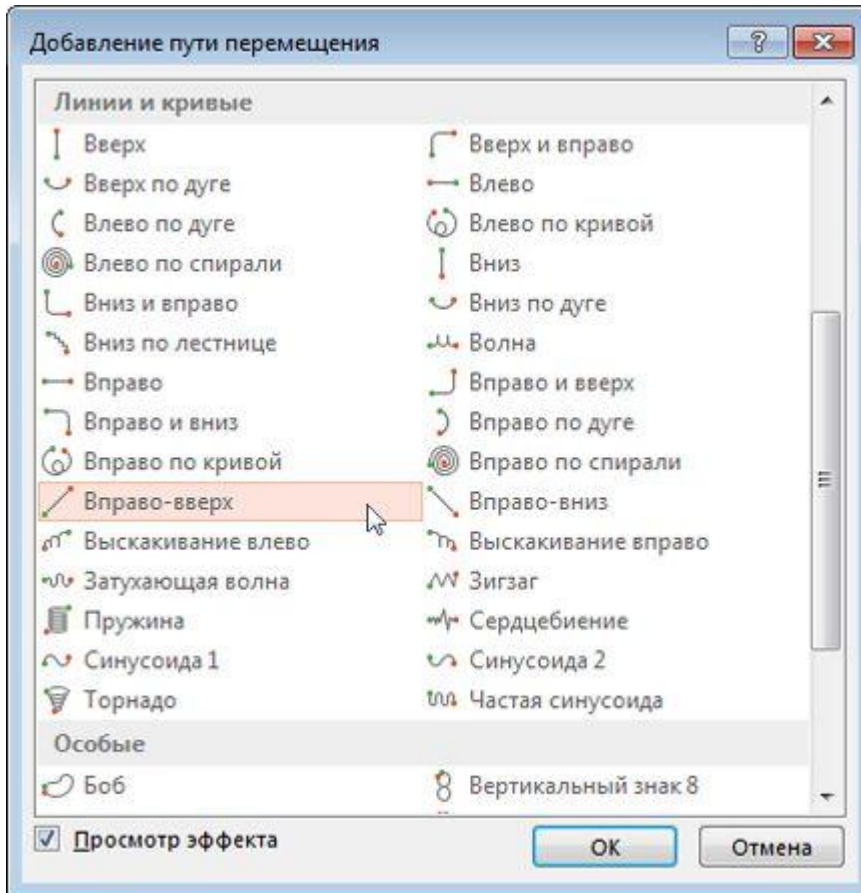 Добавление пути перемещения
Линии и кривые
Вверх Вверх и вправо
Вверх по дуге Влево
Влево по дуге Влево по кривой
Влево по спирали Вниз
Вниз и вправо Вниз по дуге
Вниз по лестнице Волна
Вправо Вправо и вверх
Вправо и вниз Вправо по дуге
Вправо по кривой Вправо по спирали
Вправо-вверх Вправо-вниз
Выскакивание влево Выскакивание вправо
Затухающая волна Зигзаг
Пружина Сердцебиение
Синусоида 1 Синусоида 2
Торнадо Частая синусоида
Особые
Боб Вертикальный знак 8
Просмотр эффекта ОК Отмена